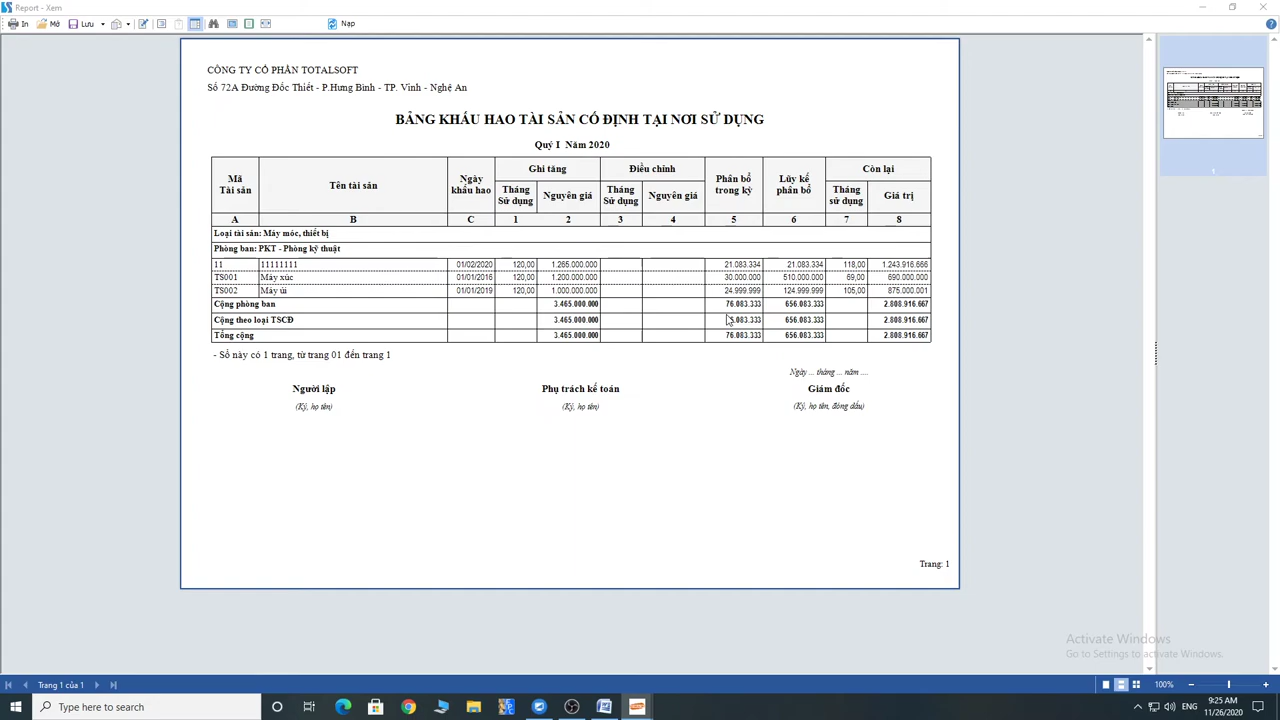 Report - Xem
In Mở Lưu Nạp
CÔNG TY CỔ PHẦN TOTALSOFT
Số 72A Đường Đốc Thiết - P.Hưng Bình - TP. Vinh - Nghệ An
BẢNG KHẤU HAO TÀI SẢN CỐ ĐỊNH TẠI NƠI SỬ DỤNG
Quý I Năm 2020
Mã Tài sản Tên tài sản Ngày khấu hao Ghi tăng Điều chỉnh Phân bổ trong kỳ Lũy kế phân bổ Còn lại
Tháng Sử dụng Nguyên giá Tháng Sử dụng Nguyên giá Tháng sử dụng Giá trị
A B C 1 2 3 4 5 6 7 8
Loại tài sản: Máy móc, thiết bị
Phòng ban: PKT - Phòng kỹ thuật
11 11111111 01/02/2020 120,00 1.265.000.000 21.083.334 21.083.334 118,00 1.243.916.666
TS001 Máy xúc 01/01/2016 120,00 1.200.000.000 30.000.000 510.000.000 69,00 690.000.000
TS002 Máy ủi 01/01/2019 120,00 1.000.000.000 24.999.999 124.999.999 105,00 875.000.001
Cộng phòng ban 3.465.000.000 76.083.333 656.083.333 2.808.916.667
Cộng theo loại TSCĐ 3.465.000.000 .083.333 656.083.333 2.808.916.667
Tổng cộng 3.465.000.000 76.083.333 656.083.333 2.808.916.667
- Sổ này có 1 trang, từ trang 01 đến trang 1
Ngày ... tháng ... năm ....
Người lập Phụ trách kế toán Giám đốc
(Ký, họ tên) (Ký, họ tên) (Ký, họ tên, đóng dấu)
Trang: 1
1
Activate Windows
Go to Settings to activate Windows.
Trang 1 của 1 100%
Type here to search
ENG
9:25 AM
11/26/2020